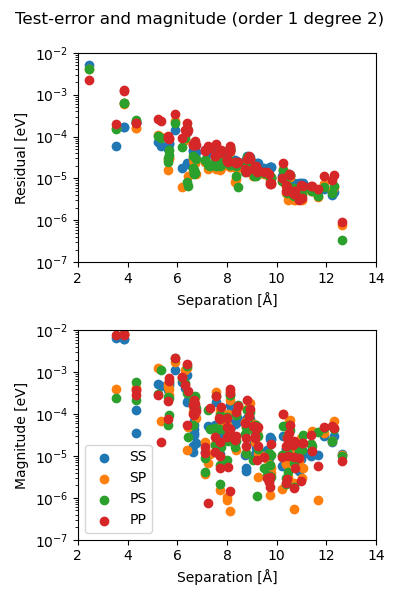 Test-error and magnitude (order 1 degree 2)
10⁻²
10⁻³
10⁻⁴
10⁻⁵
10⁻⁶
10⁻⁷
Residual [eV]
2 4 6 8 10 12 14
Separation [Å]
10⁻²
10⁻³
10⁻⁴
10⁻⁵
10⁻⁶
10⁻⁷
Magnitude [eV]
SS
SP
PS
PP
2 4 6 8 10 12 14
Separation [Å]